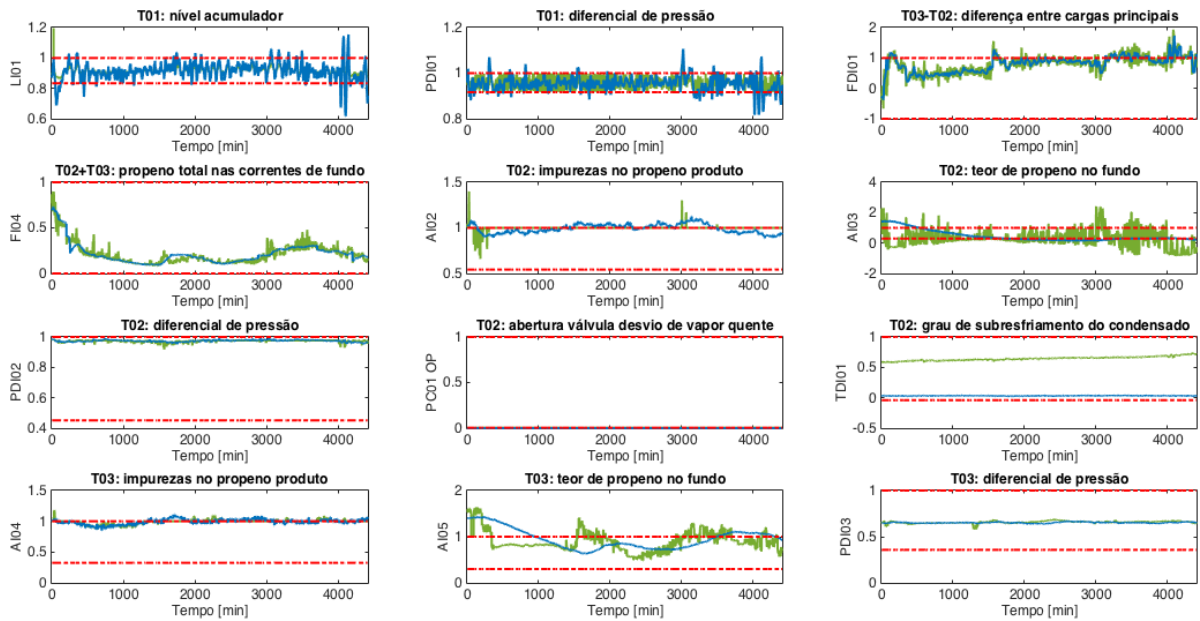 T01: nível acumulador
LI01
1.2
1
0.8
0.6
0 1000 2000 3000 4000
Tempo [min]
T01: diferencial de pressão
PDI01
1.2
1
0.8
0 1000 2000 3000 4000
Tempo [min]
T03-T02: diferença entre cargas principais
FDI01
2
1
0
-1
0 1000 2000 3000 4000
Tempo [min]
T02+T03: propeno total nas correntes de fundo
FI04
1
0.5
0
0 1000 2000 3000 4000
Tempo [min]
T02: impurezas no propeno produto
AI02
1.5
1
0.5
0 1000 2000 3000 4000
Tempo [min]
T02: teor de propeno no fundo
AI03
4
2
0
-2
0 1000 2000 3000 4000
Tempo [min]
T02: diferencial de pressão
PDI02
1
0.8
0.6
0.4
0 1000 2000 3000 4000
Tempo [min]
T02: abertura válvula desvio de vapor quente
PC01 OP
1
0.5
0
0 1000 2000 3000 4000
Tempo [min]
T02: grau de subresfriamento do condensado
TDI01
1
0.5
0
-0.5
0 1000 2000 3000 4000
Tempo [min]
T03: impurezas no propeno produto
AI04
1.5
1
0.5
0
0 1000 2000 3000 4000
Tempo [min]
T03: teor de propeno no fundo
AI05
2
1
0
0 1000 2000 3000 4000
Tempo [min]
T03: diferencial de pressão
PDI03
1
0.5
0
0 1000 2000 3000 4000
Tempo [min]